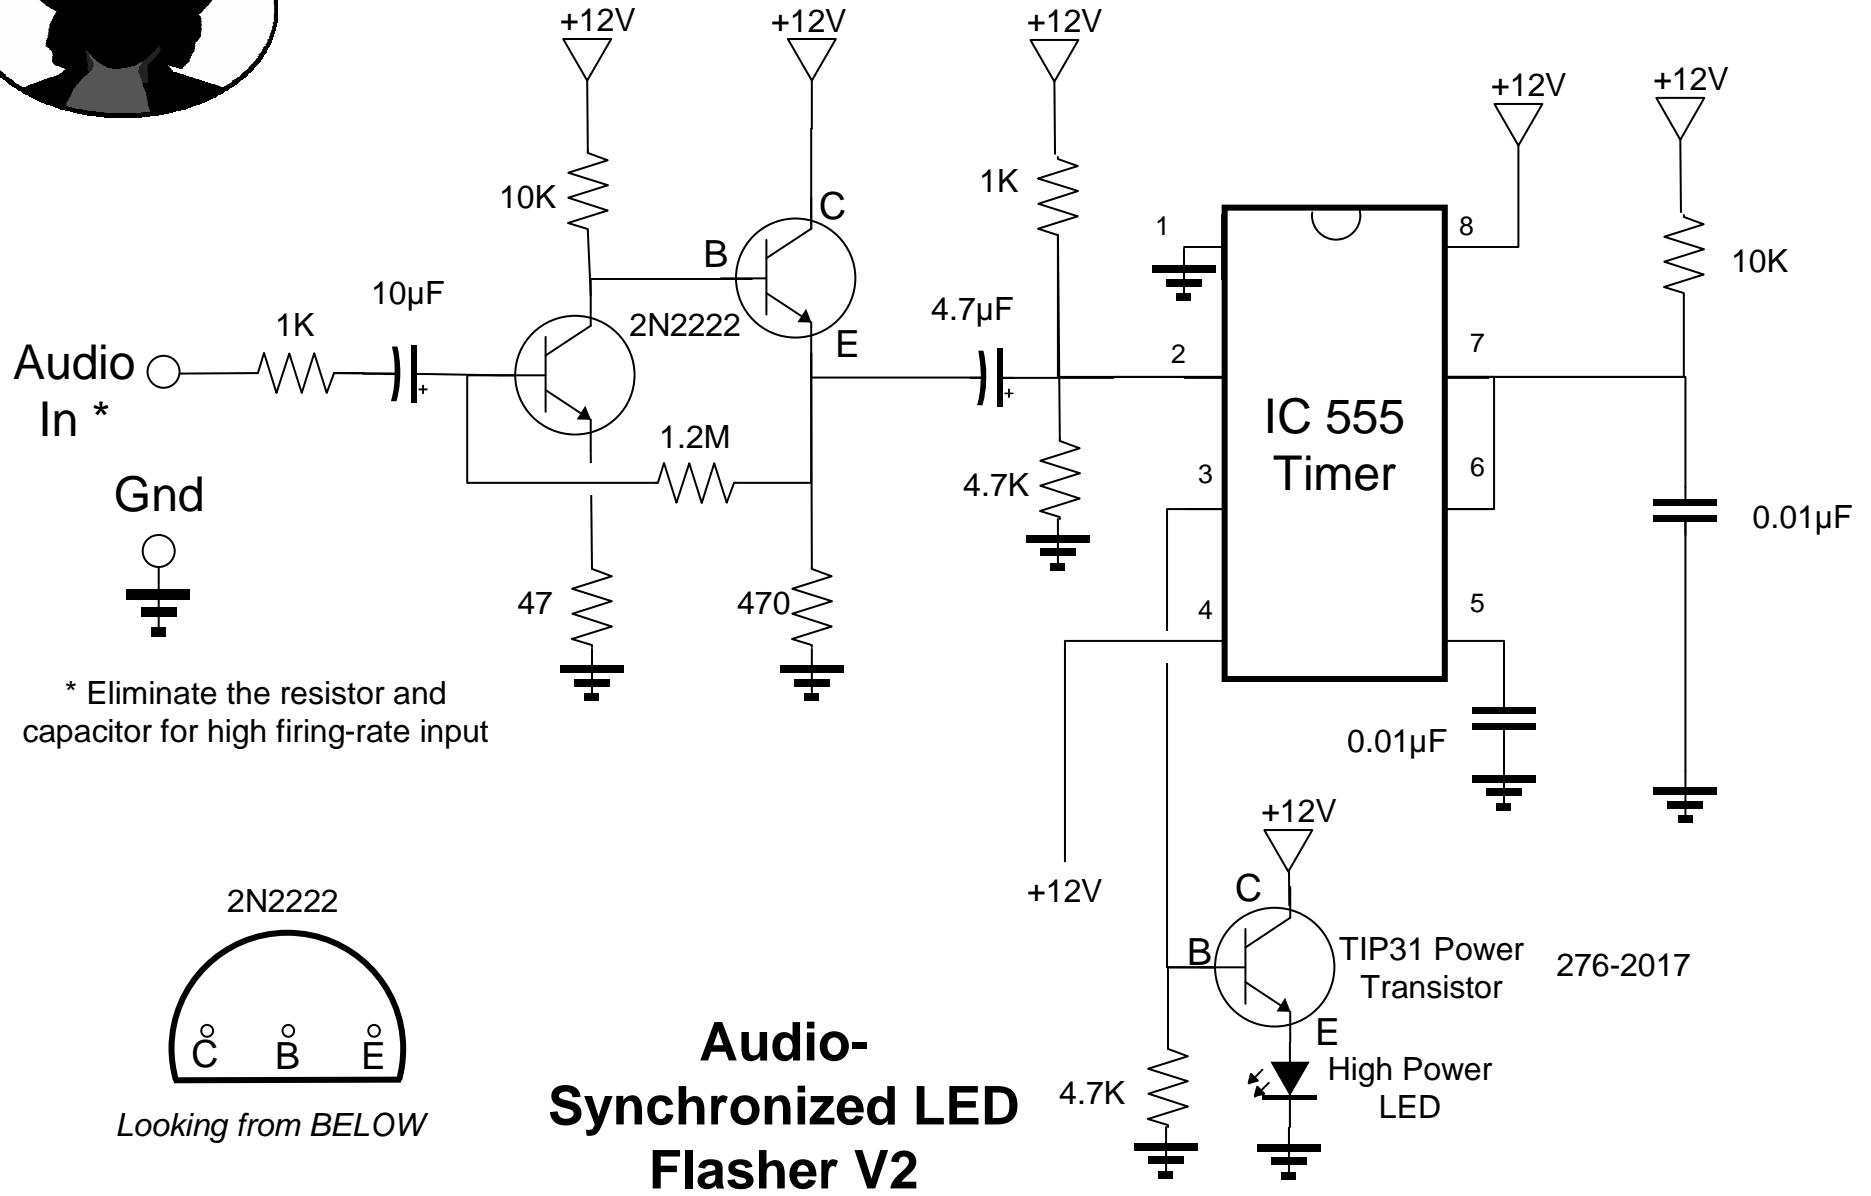 +12V
+12V
+12V
+12V
+12V
10K
C
1K
1
8
B
10K
10µF
4.7µF
1K
2N2222
E
2
7
Audio
In *
IC 555
Timer
1.2M
3
6
4.7K
Gnd
0.01µF
47
470
4
5
* Eliminate the resistor and
capacitor for high firing-rate input
0.01µF
+12V
+12V
C
2N2222
B
TIP31 Power
Transistor
276-2017
E
C B E
Looking from BELOW
Audio-
Synchronized LED
Flasher V2
4.7K
High Power
LED
+
+